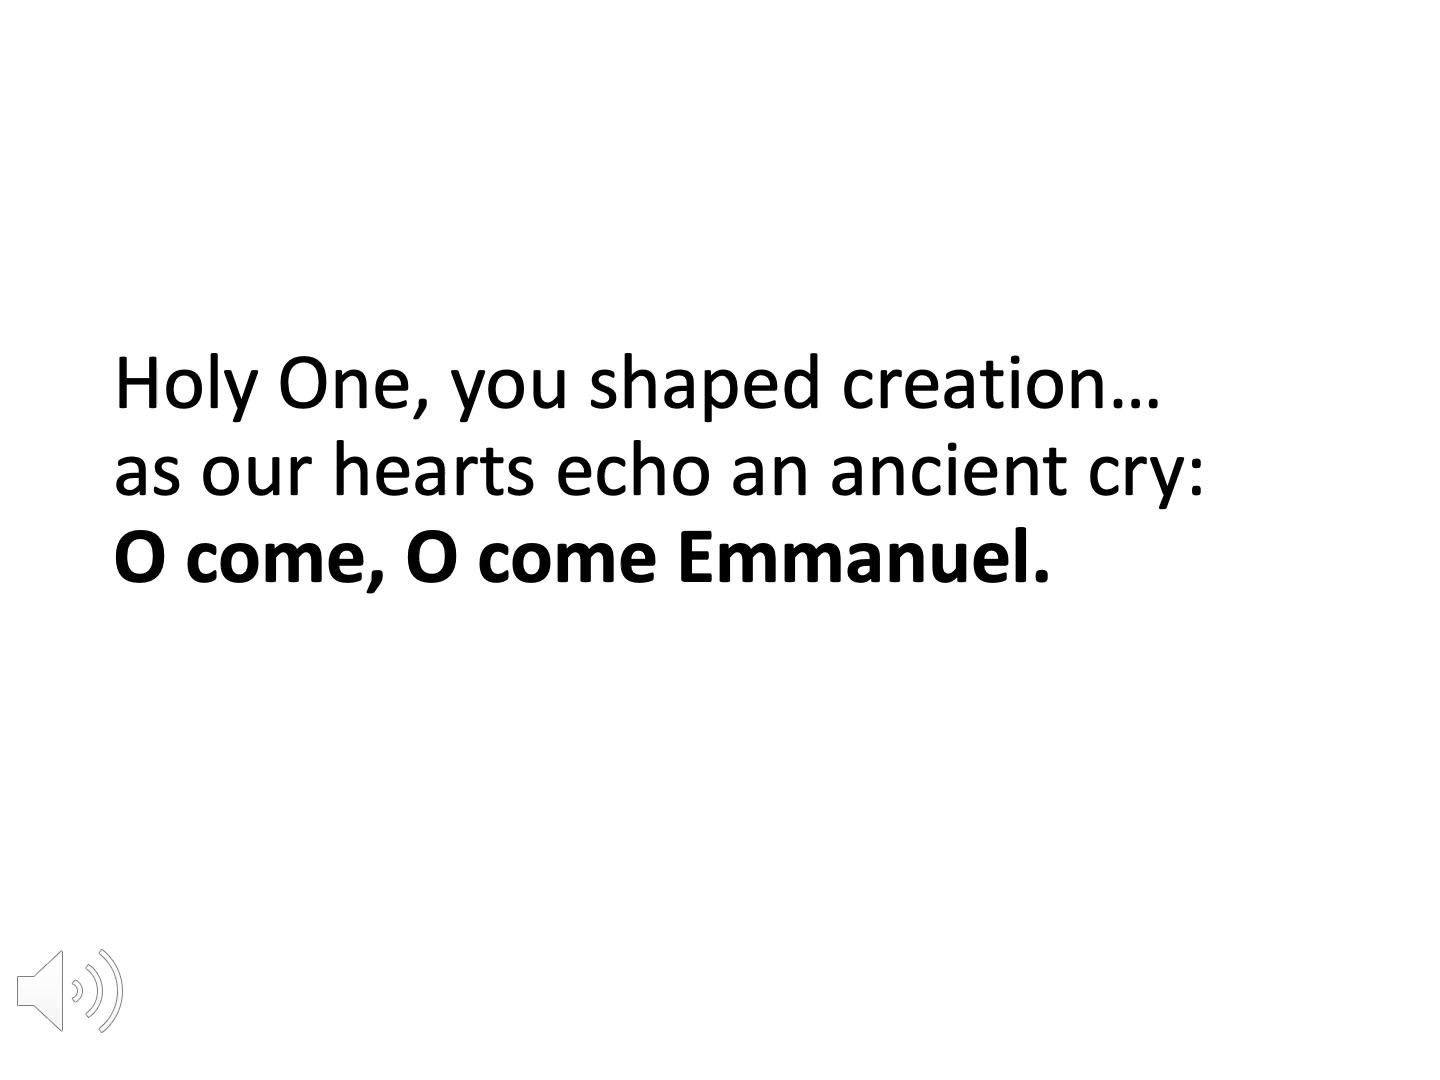 Holy One, you shaped creation…
as our hearts echo an ancient cry:
O come, O come Emmanuel.